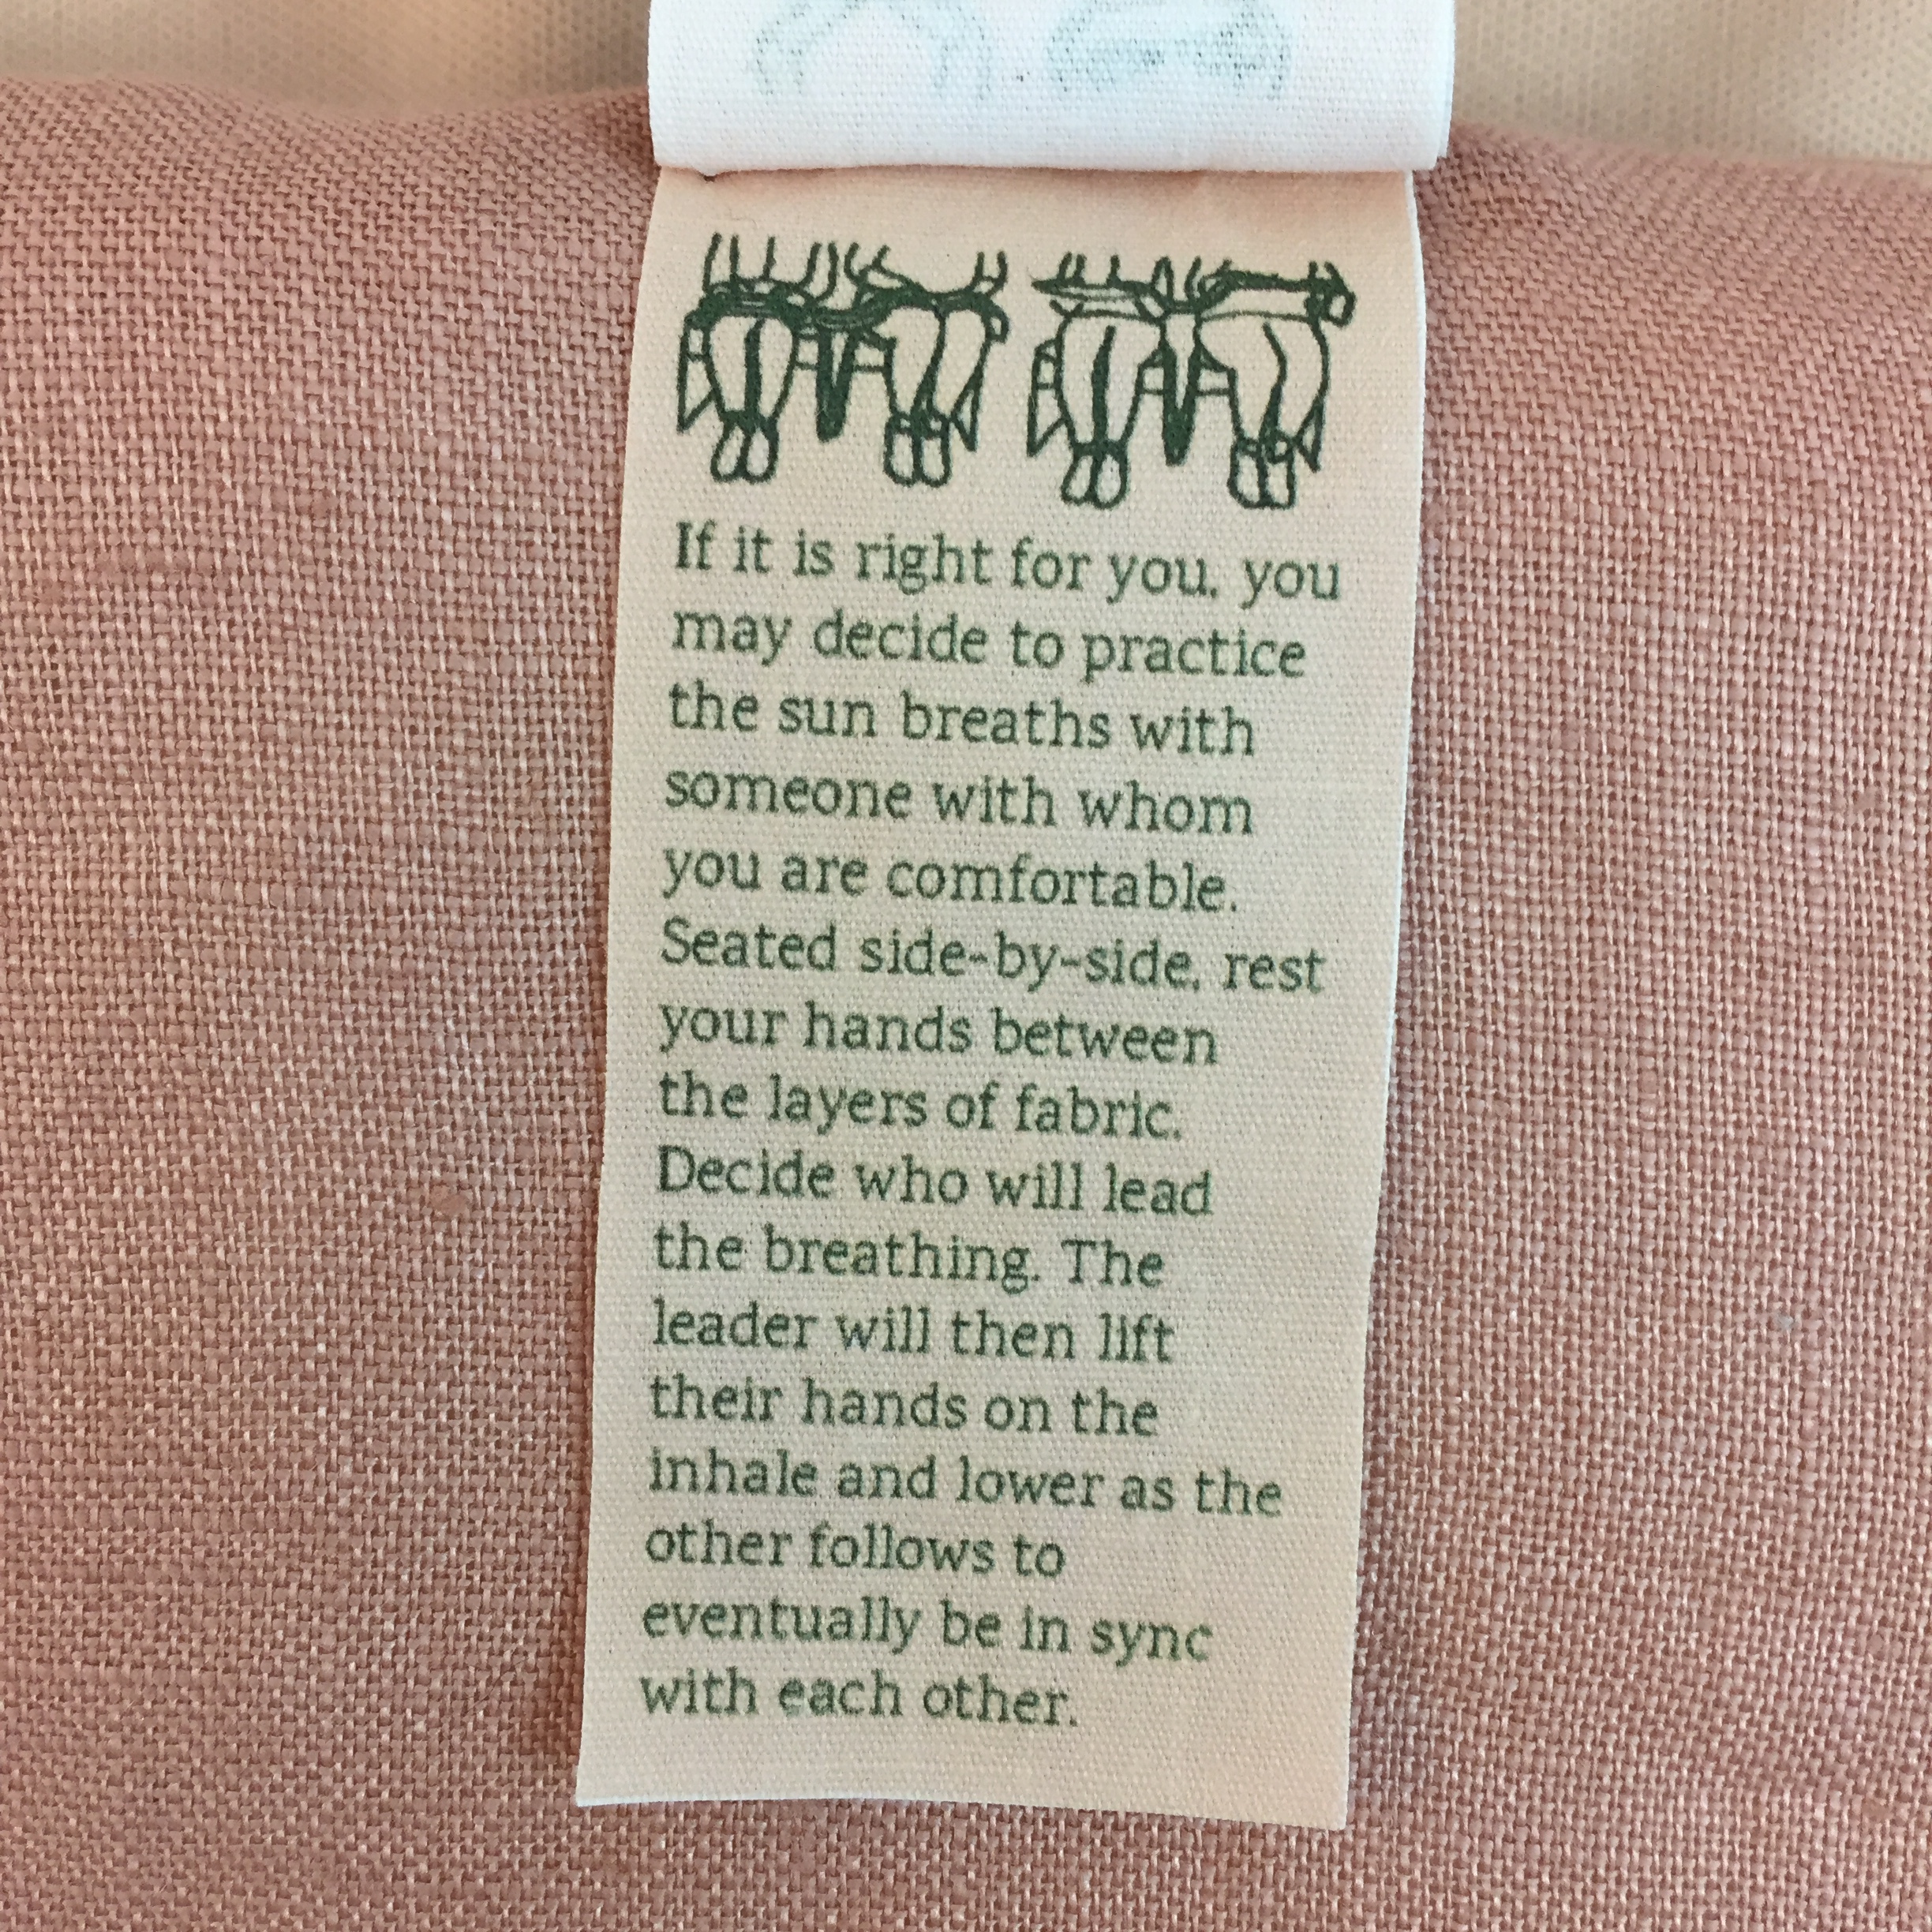 If it is right for you, you
may decide to practice
the sun breaths with
someone with whom
you are comfortable.
Seated side-by-side, rest
your hands between
the layers of fabric.
Decide who will lead
the breathing. The
leader will then lift
their hands on the
inhale and lower as the
other follows to
eventually be in sync
with each other.